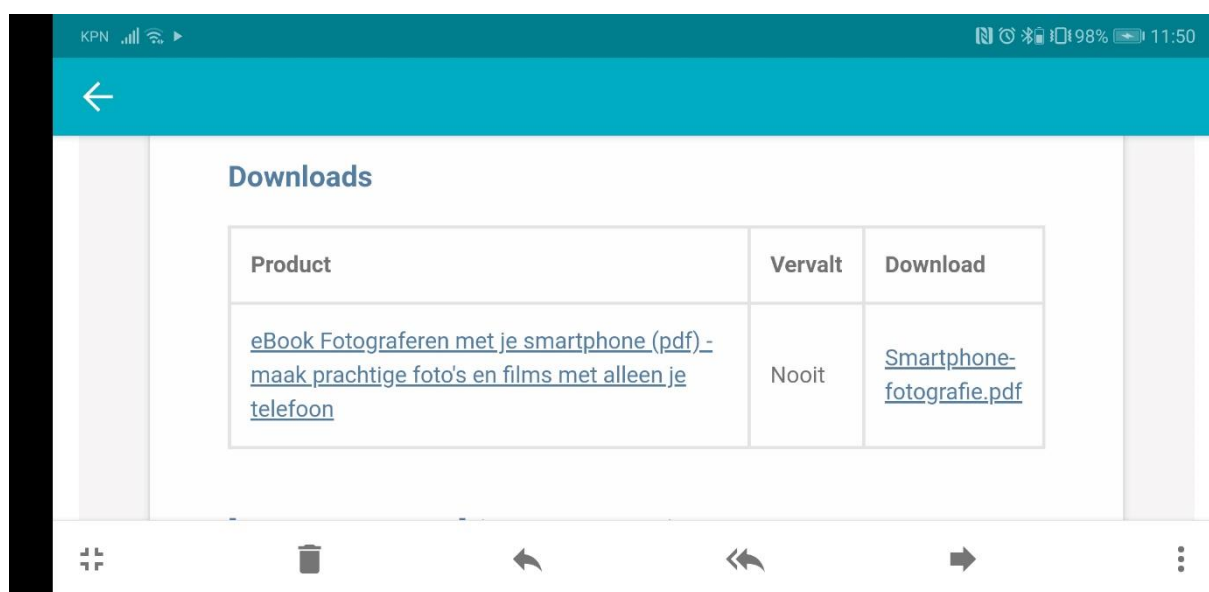 KPN 98% 11:50
Downloads
Product Vervalt Download
eBook Fotograferen met je smartphone (pdf) -
maak prachtige foto's en films met alleen je
telefoon
Nooit
Smartphone-
fotografie.pdf